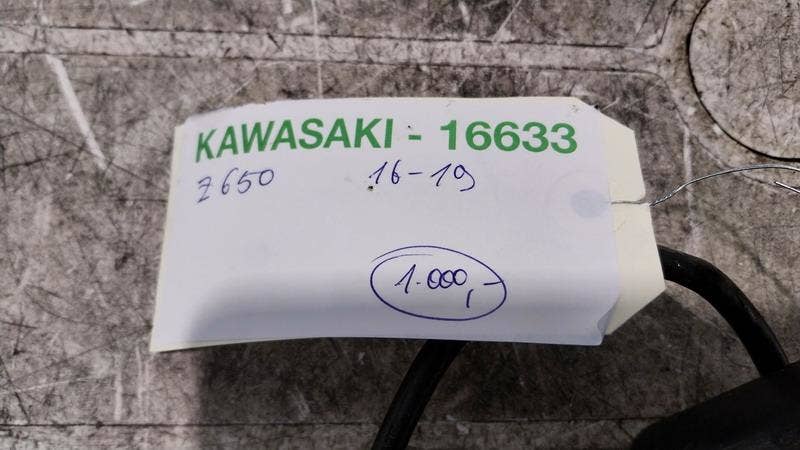 KAWASAKI - 16633
Z650 16-19
1.000,-